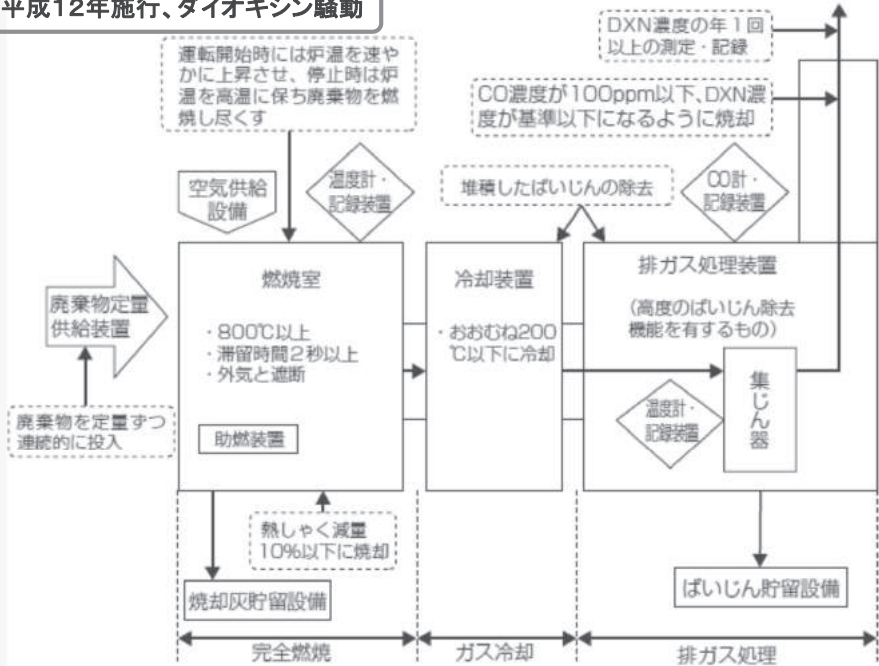 平成12年施行、ダイオキシン騒動
DXN濃度の年1回
以上の測定・記録
運転開始時には炉温を速や
かに上昇させ、停止時は炉
温を高温に保ち廃棄物を燃
焼し尽くす
CO濃度が100ppm以下、DXN濃
度が基準以下になるように焼却
空気供給
設備
温度計・
記録装置
堆積したばいじんの除去
CO計・
記録装置
廃棄物定量
供給装置
燃焼室
・800℃以上
・滞留時間2秒以上
・外気と遮断
助燃装置
冷却装置
・おおむね200
℃以下に冷却
排ガス処理装置
(高度のばいじん除去
機能を有するもの)
温度計・
記録装置
集じん器
廃棄物を定量ずつ
連続的に投入
熱しゃく減量
10%以下に焼却
焼却灰貯留設備
ばいじん貯留設備
完全燃焼
ガス冷却
排ガス処理